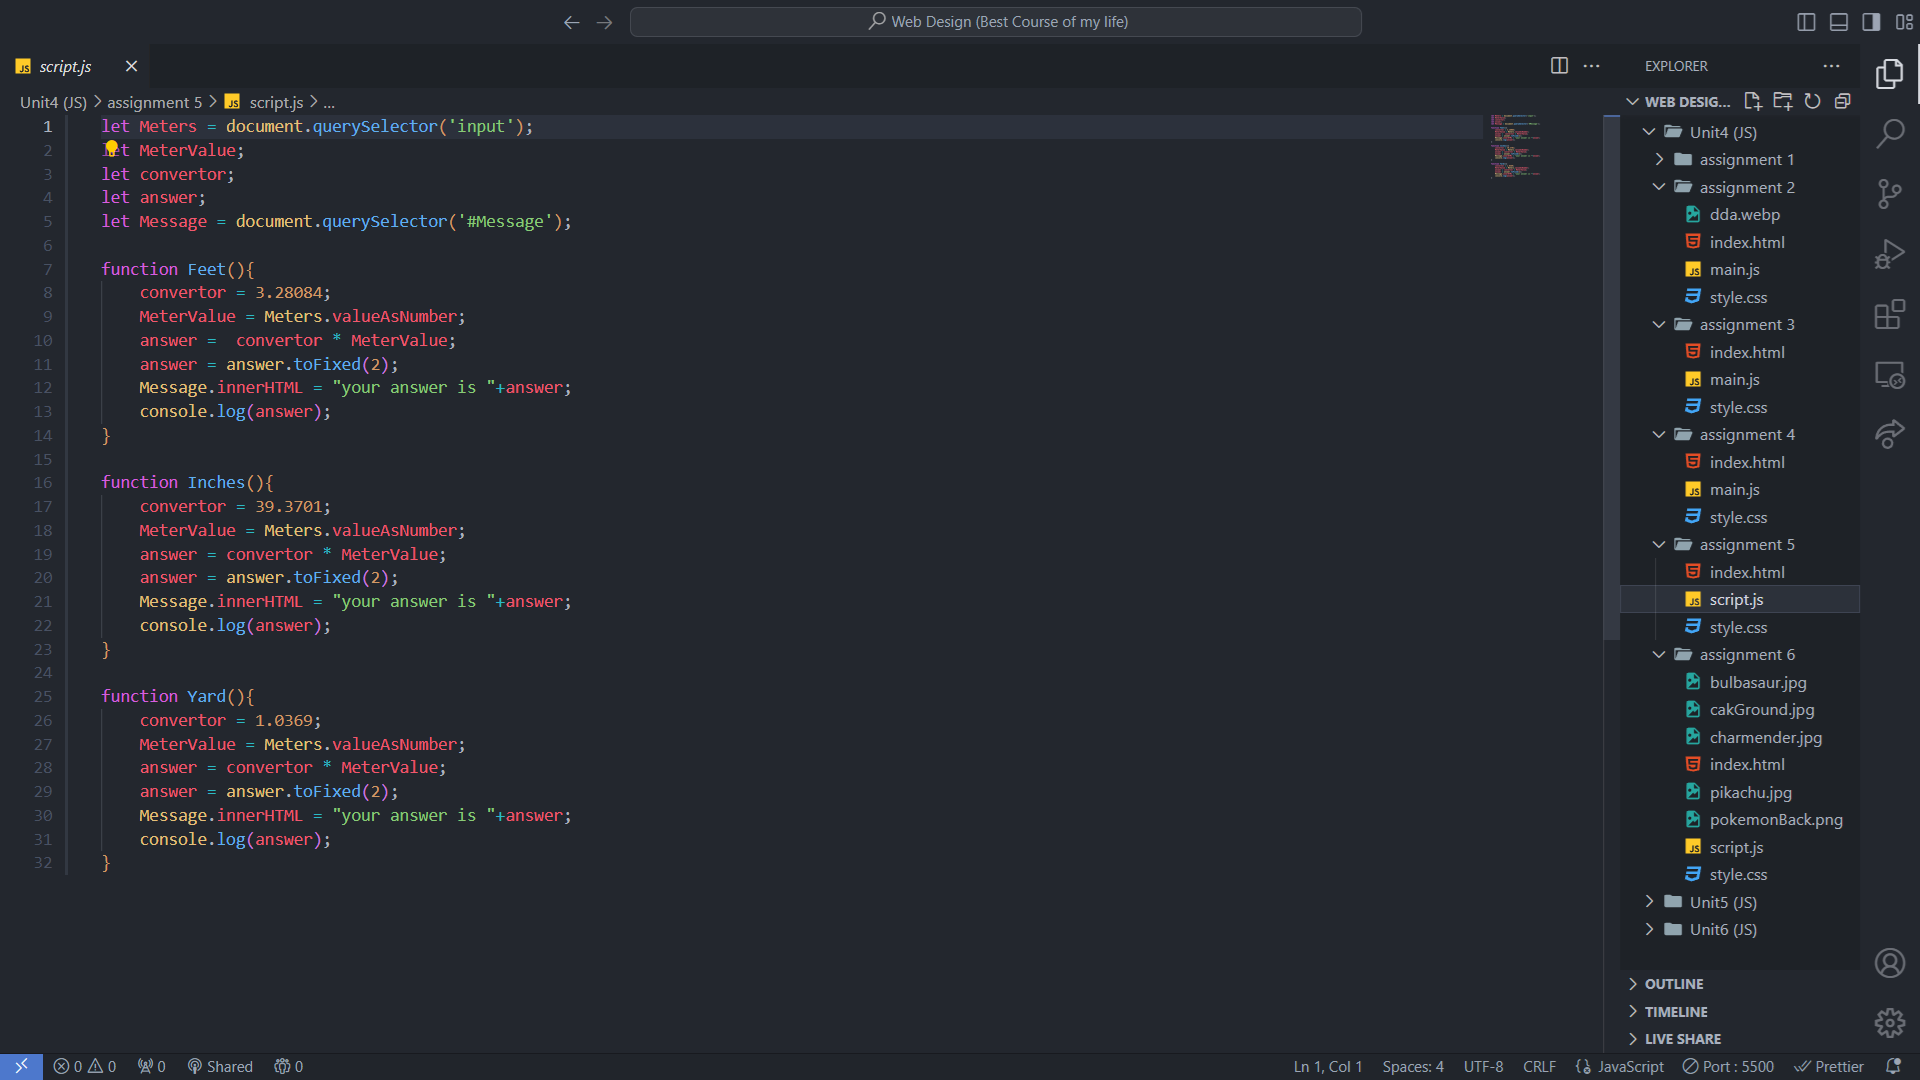 Web Design (Best Course of my life)
script.js
EXPLORER
Unit4 (JS) > assignment 5 > script.js > ...
1 let Meters = document.querySelector('input');
2 let MeterValue;
3 let convertor;
4 let answer;
5 let Message = document.querySelector('#Message');
6
7 function Feet(){
8 convertor = 3.28084;
9 MeterValue = Meters.valueAsNumber;
10 answer =  convertor * MeterValue;
11 answer = answer.toFixed(2);
12 Message.innerHTML = "your answer is "+answer;
13 console.log(answer);
14 }
15
16 function Inches(){
17 convertor = 39.3701;
18 MeterValue = Meters.valueAsNumber;
19 answer = convertor * MeterValue;
20 answer = answer.toFixed(2);
21 Message.innerHTML = "your answer is "+answer;
22 console.log(answer);
23 }
24
25 function Yard(){
26 convertor = 1.0369;
27 MeterValue = Meters.valueAsNumber;
28 answer = convertor * MeterValue;
29 answer = answer.toFixed(2);
30 Message.innerHTML = "your answer is "+answer;
31 console.log(answer);
32 }
WEB DESIG...
Unit4 (JS)
assignment 1
assignment 2
dda.webp
index.html
main.js
style.css
assignment 3
index.html
main.js
style.css
assignment 4
index.html
main.js
style.css
assignment 5
index.html
script.js
style.css
assignment 6
bulbasaur.jpg
cakGround.jpg
charmender.jpg
index.html
pikachu.jpg
pokemonBack.png
script.js
style.css
Unit5 (JS)
Unit6 (JS)
OUTLINE
TIMELINE
LIVE SHARE
0 0 0 Shared 0 Ln 1, Col 1 Spaces: 4 UTF-8 CRLF {} JavaScript Port : 5500 Prettier